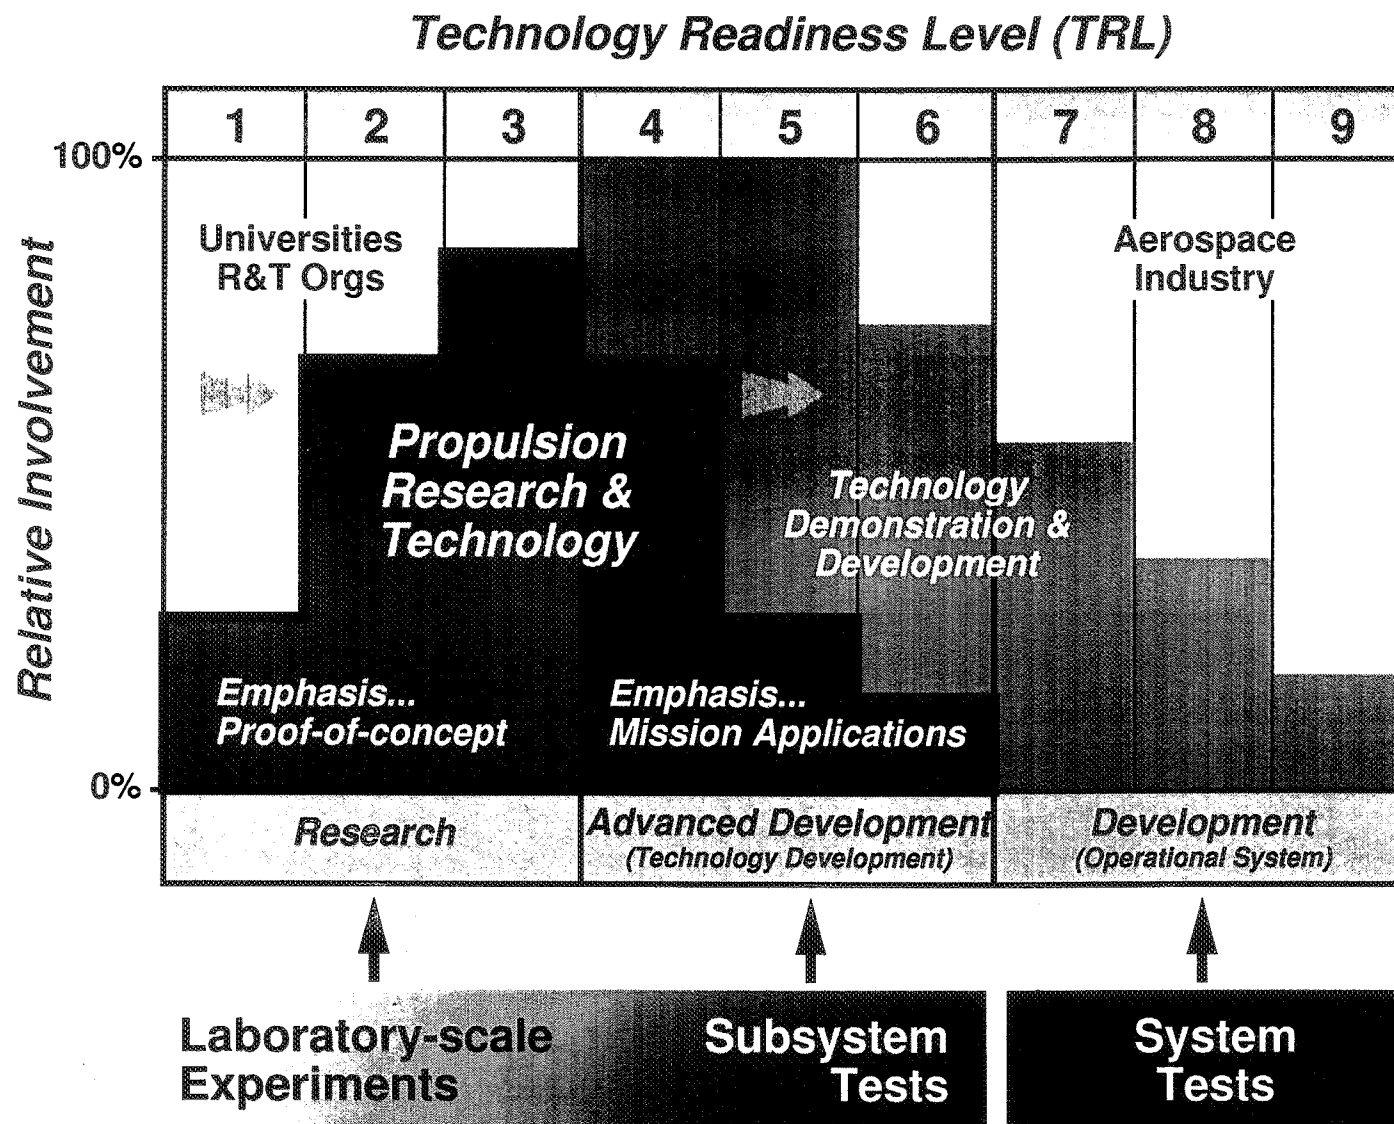 Technology Readiness Level (TRL)
1 2 3 4 5 6 7 8 9
100%
Relative Involvement
Universities
R&T Orgs
Aerospace
Industry
Propulsion
Research &
Technology
Technology
Demonstration &
Development
Emphasis...
Proof-of-concept
Emphasis...
Mission Applications
0%
Research
Advanced Development
(Technology Development)
Development
(Operational System)
Laboratory-scale
Experiments
Subsystem
Tests
System
Tests